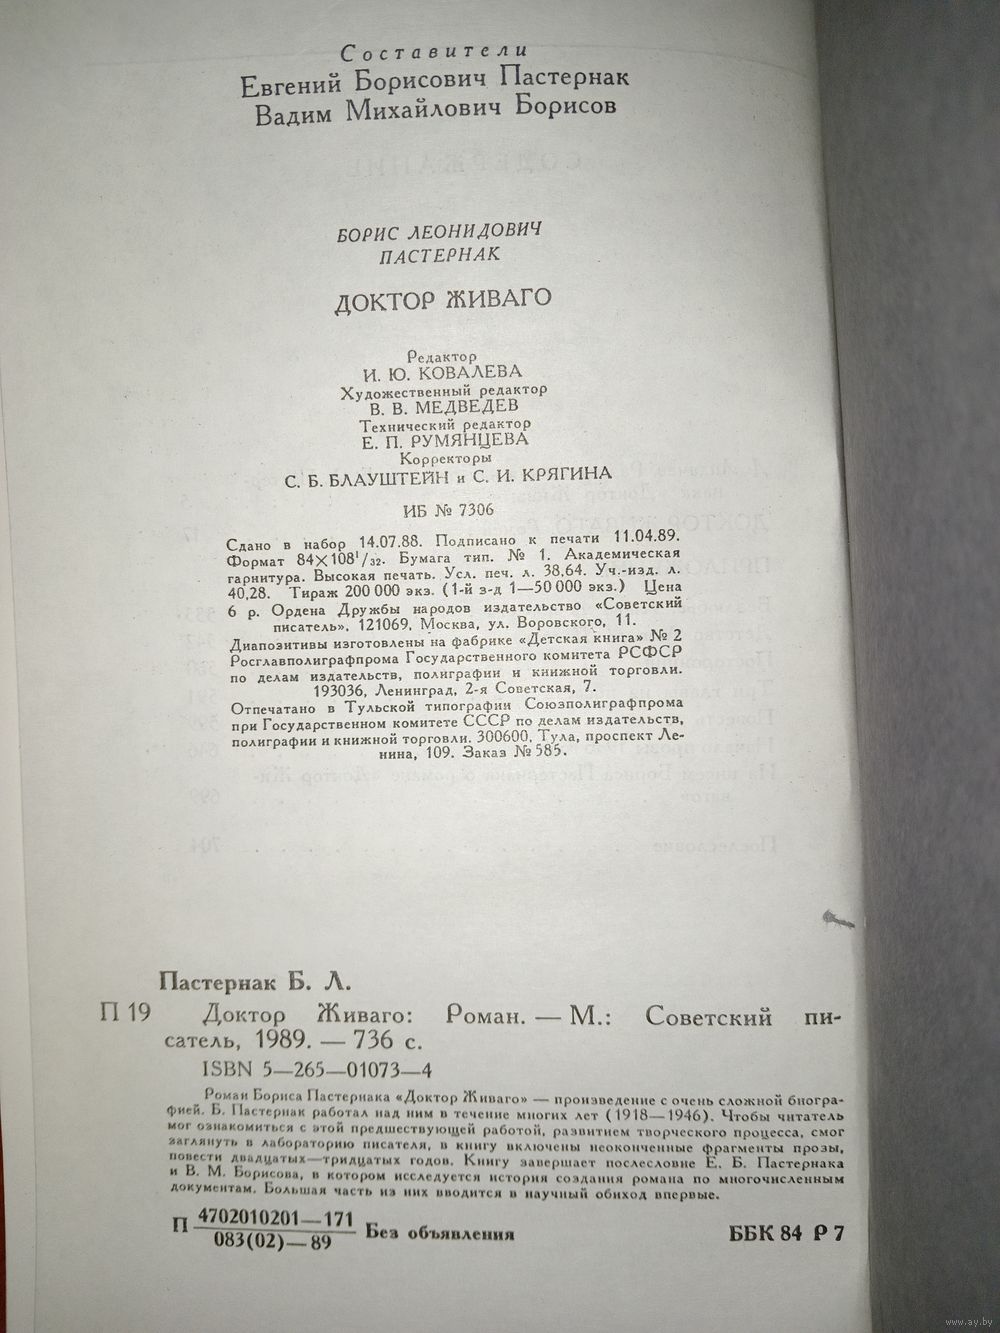 Составители
Евгений Борисович Пастернак
Вадим Михайлович Борисов
СОДЕРЖАНИЕ
БОРИС ЛЕОНИДОВИЧ
ПАСТЕРНАК
ДОКТОР ЖИВАГО
Редактор
И. Ю. КОВАЛЕВА
Художественный редактор
В. В. МЕДВЕДЕВ
Технический редактор
Е. П. РУМЯНЦЕВА
Корректоры
С. Б. БЛАУШТЕЙН и С. И. КРЯГИНА
ИБ № 7306
Сдано в набор 14.07.88. Подписано к печати 11.04.89.
Формат 84×108¹/₃₂. Бумага тип. № 1. Академическая
гарнитура. Высокая печать. Усл. печ. л. 38,64. Уч.-изд. л.
40,28. Тираж 200 000 экз. (1-й з-д 1—50 000 экз.) Цена
6 р. Ордена Дружбы народов издательство «Советский
писатель». 121069, Москва, ул. Воровского, 11.
Диапозитивы изготовлены на фабрике «Детская книга» № 2
Росглавполиграфпрома Государственного комитета РСФСР
по делам издательств, полиграфии и книжной торговли.
193036, Ленинград, 2-я Советская, 7.
Отпечатано в Тульской типографии Союзполиграфпрома
при Государственном комитете СССР по делам издательств,
полиграфии и книжной торговли. 300600, Тула, проспект Ле-
нина, 109. Заказ № 585.
Послесловие 704
Пастернак Б. Л.
П 19 Доктор Живаго: Роман. — М.: Советский пи-
сатель, 1989. — 736 с.
ISBN 5—265—01073—4
Роман Бориса Пастернака «Доктор Живаго» — произведение с очень сложной биогра-
фией. Б. Пастернак работал над ним в течение многих лет (1918—1946). Чтобы читатель
мог ознакомиться с этой предшествующей работой, развитием творческого процесса, смог
заглянуть в лабораторию писателя, в книгу включены неоконченные фрагменты прозы,
повести двадцатых—тридцатых годов. Книгу завершает послесловие Е. Б. Пастернака
и В. М. Борисова, в котором исследуется история создания романа по многочисленным
документам. Большая часть из них вводится в научный обиход впервые.
П 4702010201—171 Без объявления ББК 84 Р 7
083(02)—89
www.ay.by